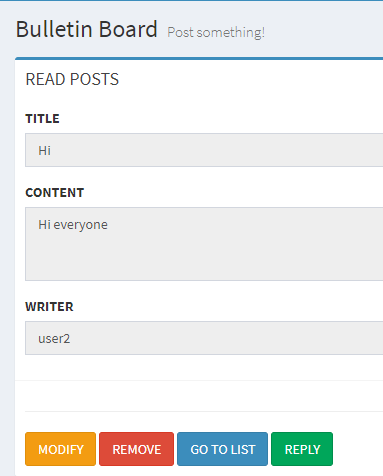 Bulletin Board Post something!
READ POSTS
TITLE
Hi
CONTENT
Hi everyone
WRITER
user2
MODIFY REMOVE GO TO LIST REPLY